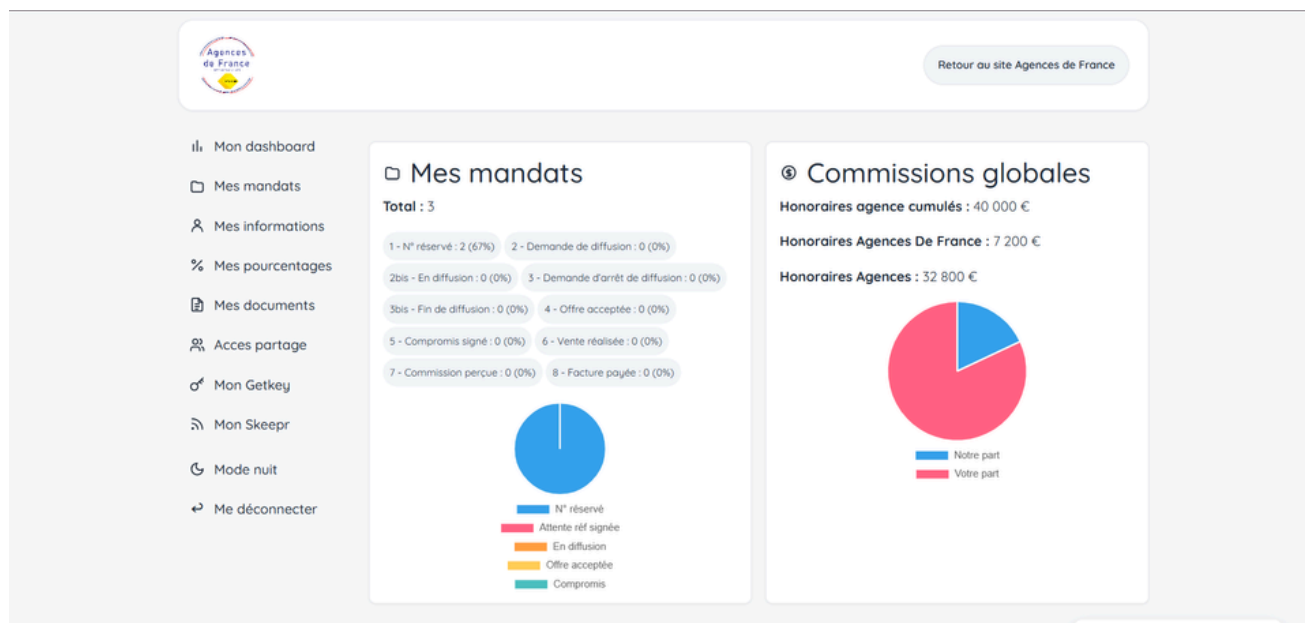 Agences
de France
Retour au site Agences de France
Mon dashboard
Mes mandats
Mes informations
Mes pourcentages
Mes documents
Acces partage
Mon Getkey
Mon Skeepr
Mode nuit
Me déconnecter
Mes mandats
Total : 3
1 - N° réservé : 2 (67%) 2 - Demande de diffusion : 0 (0%)
2bis - En diffusion : 0 (0%) 3 - Demande d'arrêt de diffusion : 0 (0%)
3bis - Fin de diffusion : 0 (0%) 4 - Offre acceptée : 0 (0%)
5 - Compromis signé : 0 (0%) 6 - Vente réalisée : 0 (0%)
7 - Commission perçue : 0 (0%) 8 - Facture payée : 0 (0%)
N° réservé
Attente réf signée
En diffusion
Offre acceptée
Compromis
Commissions globales
Honoraires agence cumulés : 40 000 €
Honoraires Agences De France : 7 200 €
Honoraires Agences : 32 800 €
Notre part
Votre part